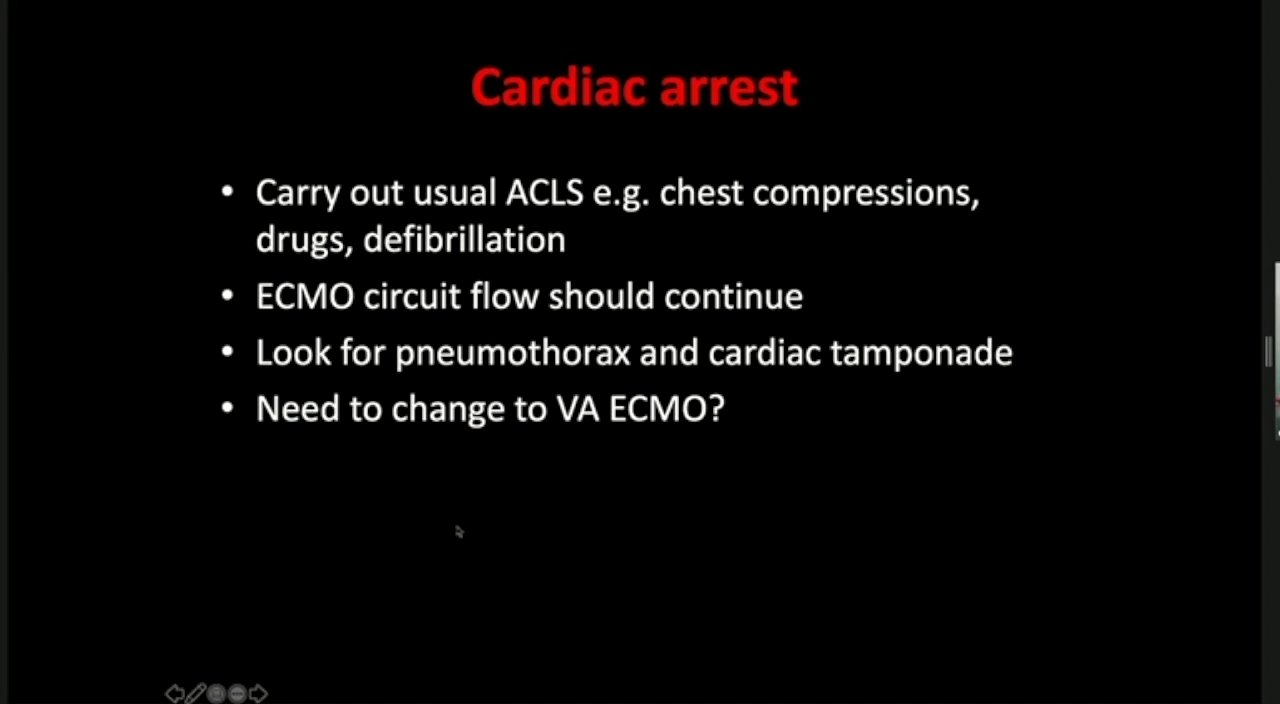 Cardiac arrest
• Carry out usual ACLS e.g. chest compressions,
drugs, defibrillation
• ECMO circuit flow should continue
• Look for pneumothorax and cardiac tamponade
• Need to change to VA ECMO?